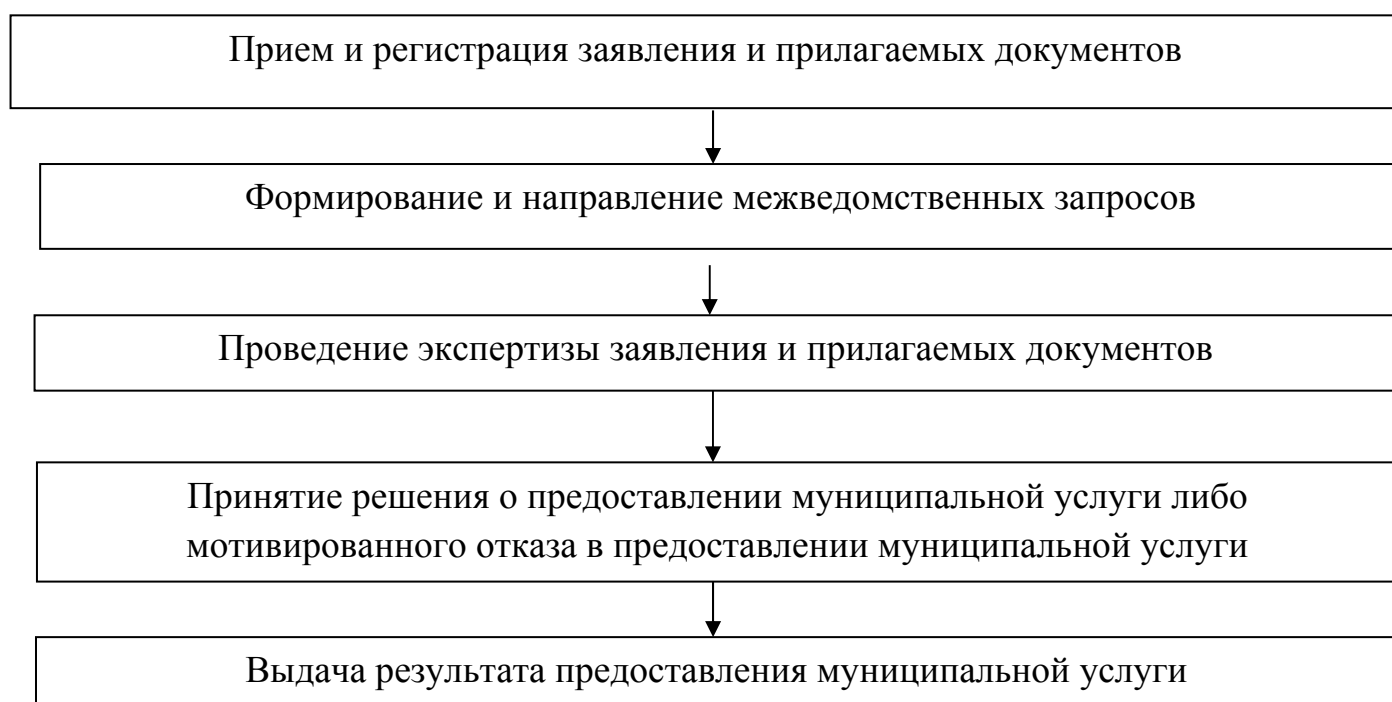 Прием и регистрация заявления и прилагаемых документов
Формирование и направление межведомственных запросов
Проведение экспертизы заявления и прилагаемых документов
Принятие решения о предоставлении муниципальной услуги либо
мотивированного отказа в предоставлении муниципальной услуги
Выдача результата предоставления муниципальной услуги